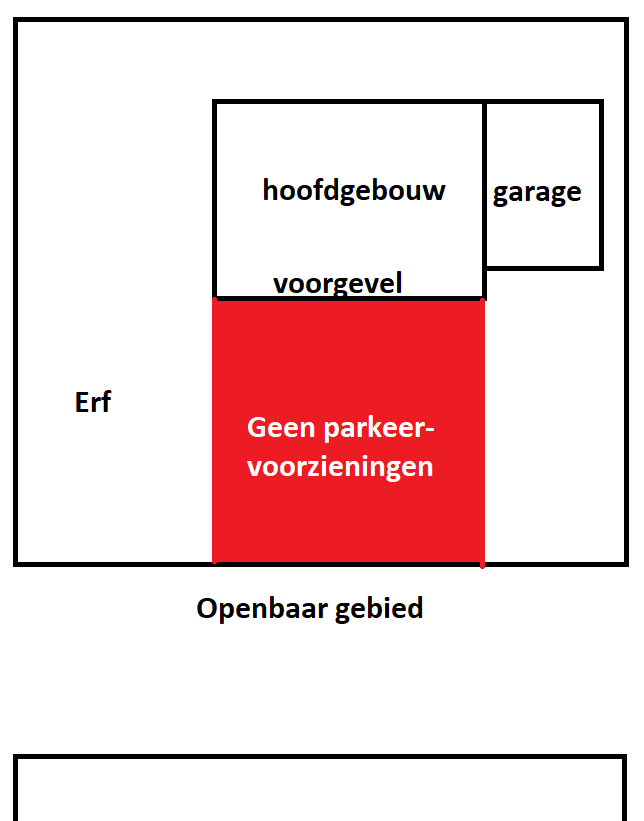 hoofdgebouw
garage
voorgevel
Erf
Geen parkeer-
voorzieningen
Openbaar gebied